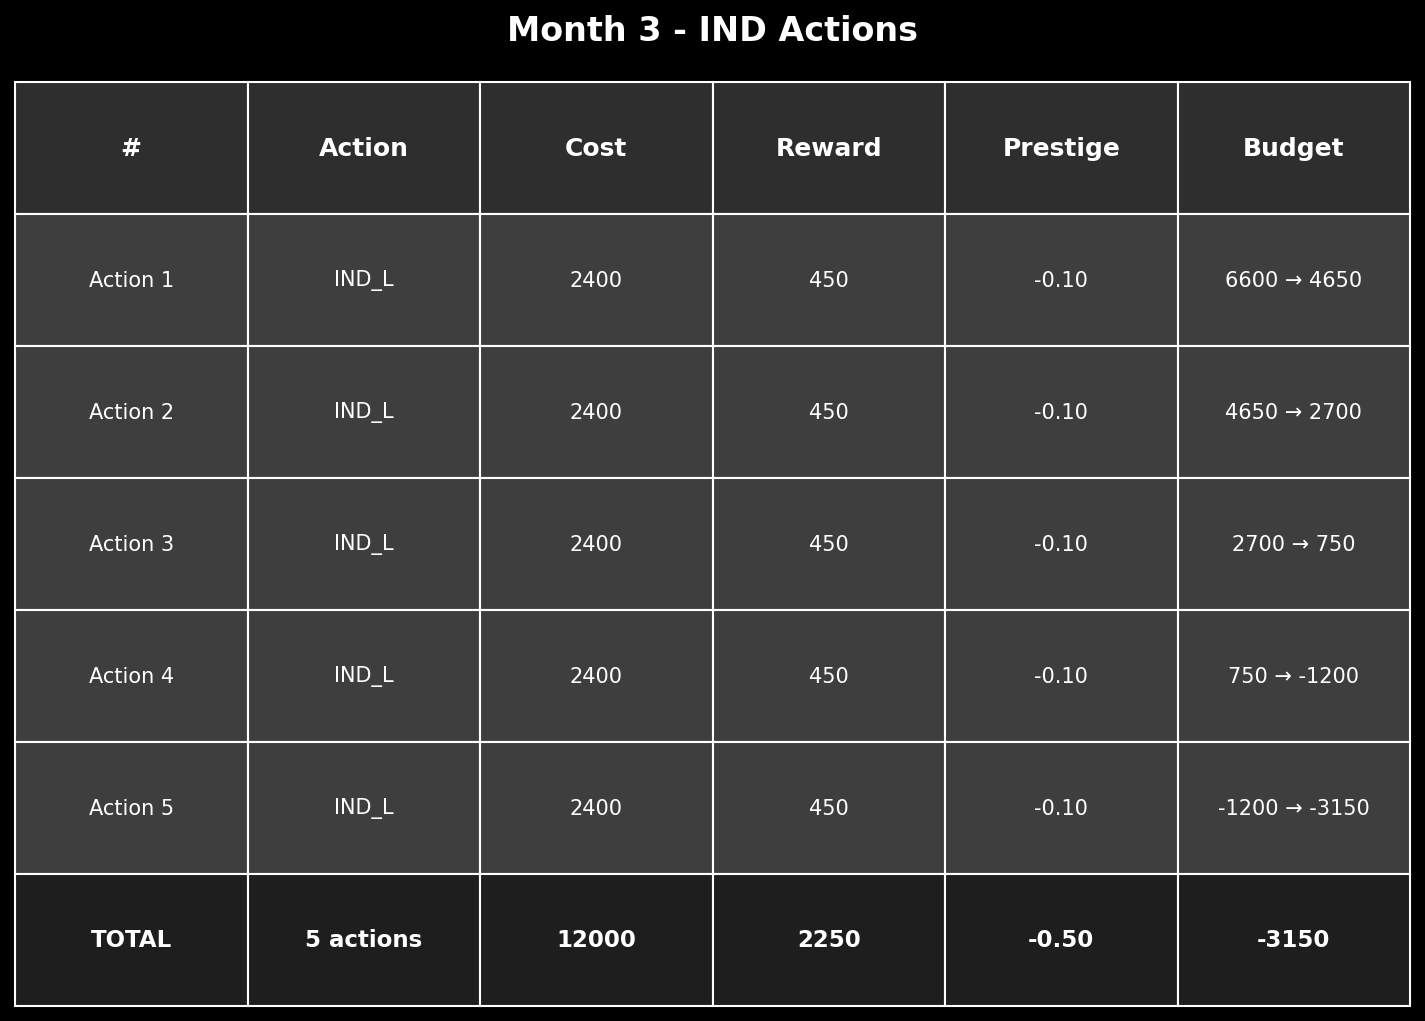 Month 3 - IND Actions
# Action Cost Reward Prestige Budget
Action 1 IND_L 2400 450 -0.10 6600 → 4650
Action 2 IND_L 2400 450 -0.10 4650 → 2700
Action 3 IND_L 2400 450 -0.10 2700 → 750
Action 4 IND_L 2400 450 -0.10 750 → -1200
Action 5 IND_L 2400 450 -0.10 -1200 → -3150
TOTAL 5 actions 12000 2250 -0.50 -3150